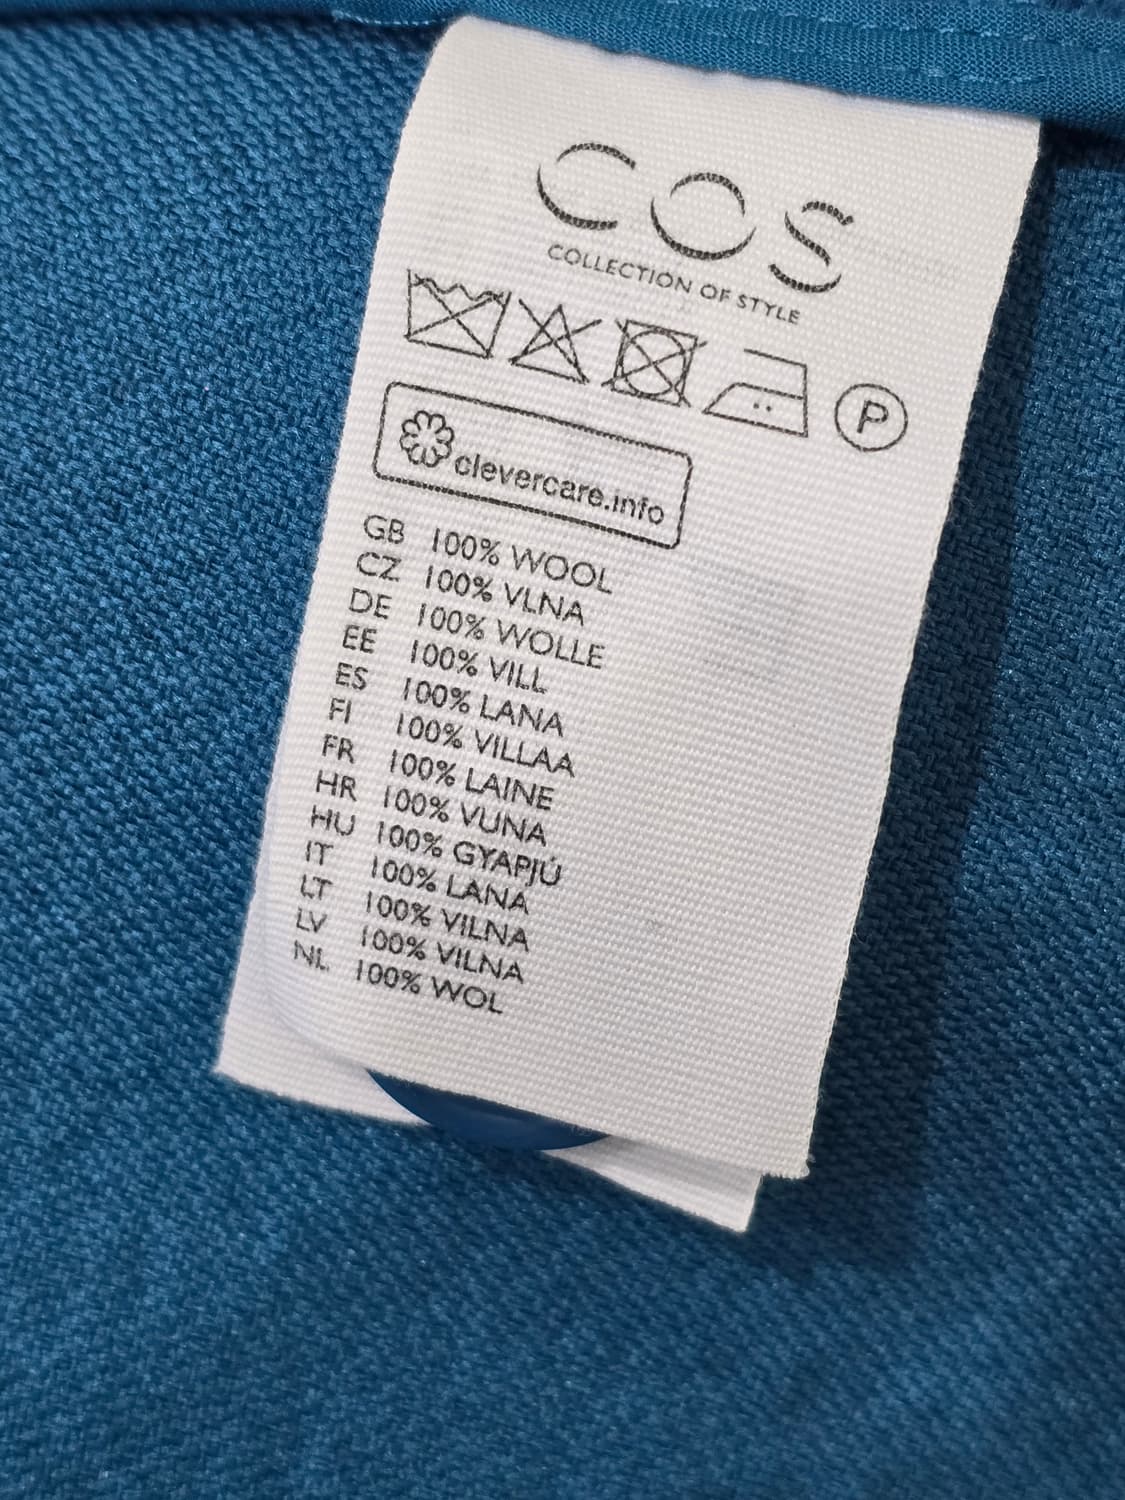 COS
COLLECTION OF STYLE
P
clevercare.info
GB 100% WOOL
CZ 100% VLNA
DE 100% WOLLE
EE 100% VILL
ES 100% LANA
FI 100% VILLAA
FR 100% LAINE
HR 100% VUNA
HU 100% GYAPJÚ
IT 100% LANA
LT 100% VILNA
LV 100% VILNA
NL 100% WOL